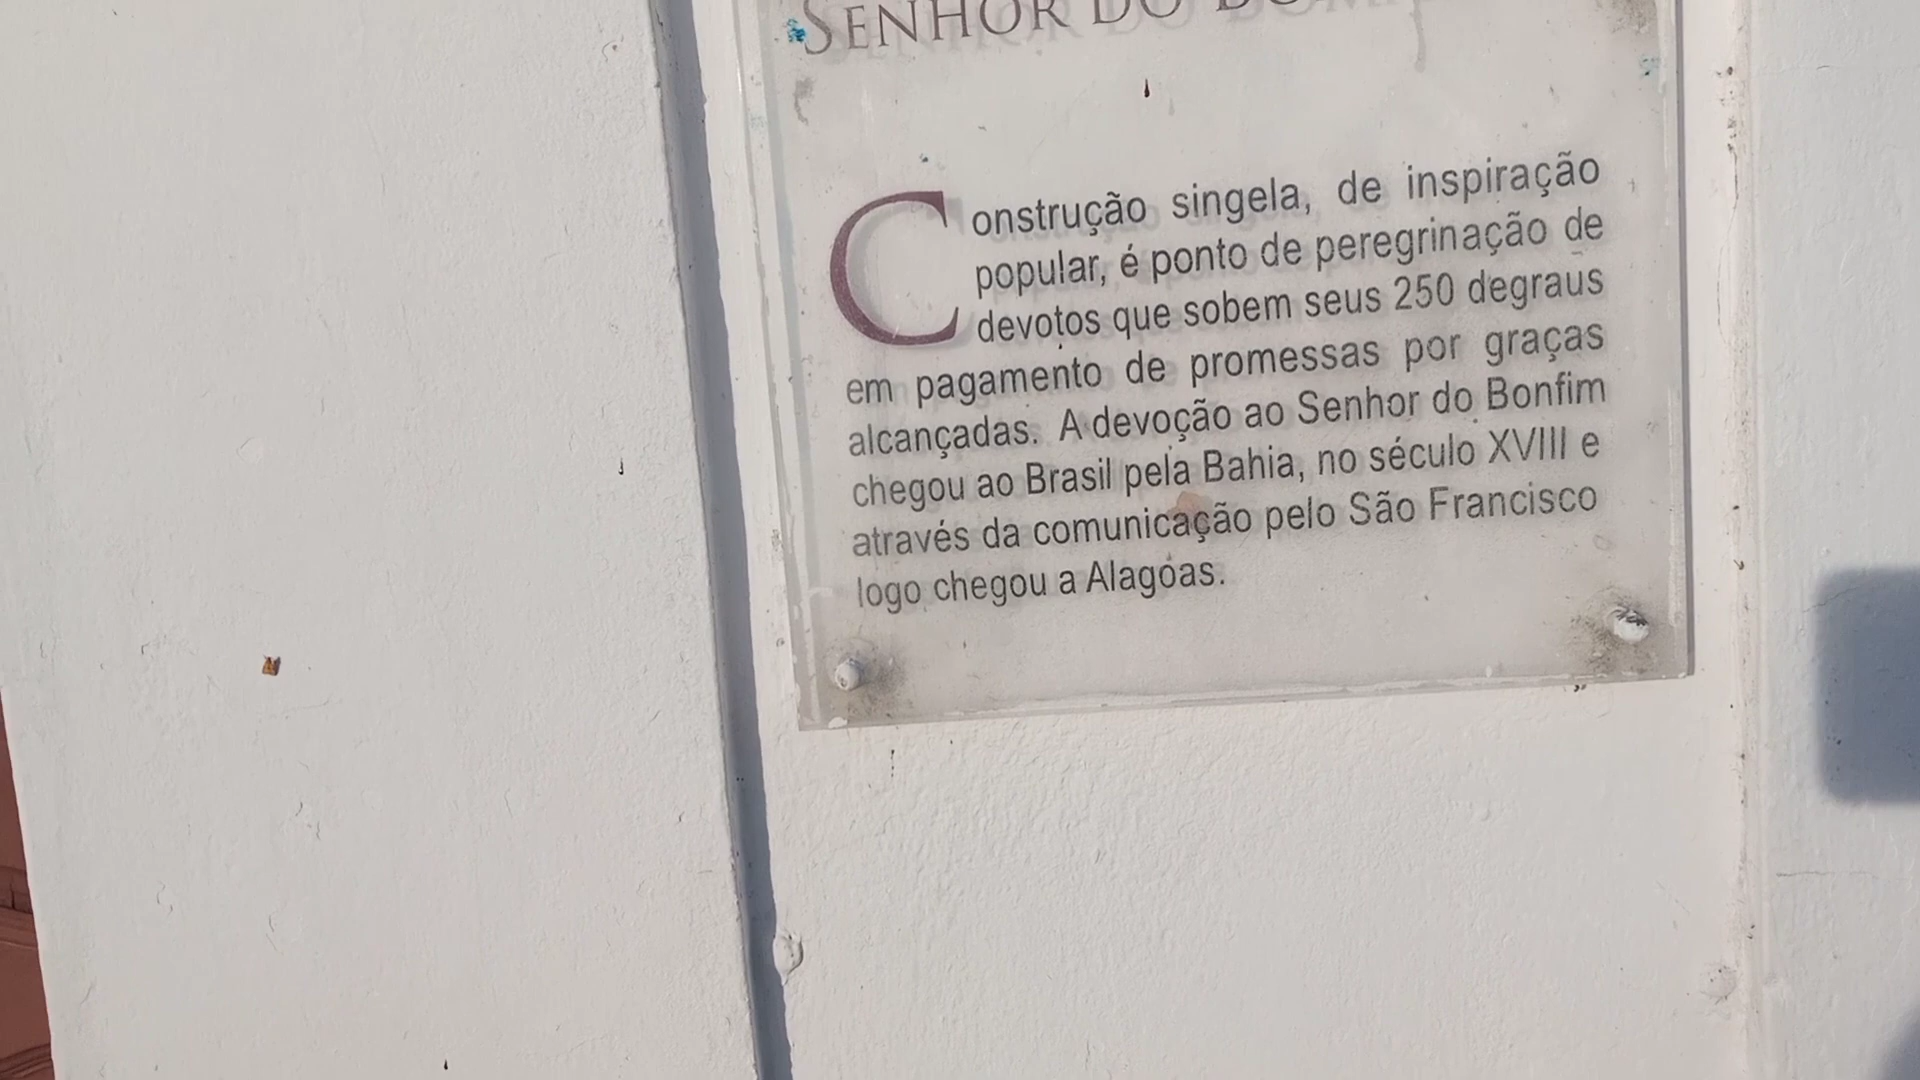 SENHOR DO
Construção singela, de inspiração
popular, é ponto de peregrinação de
devotos que sobem seus 250 degraus
em pagamento de promessas por graças
alcançadas. A devoção ao Senhor do Bonfim
chegou ao Brasil pela Bahia, no século XVIII e
através da comunicação pelo São Francisco
logo chegou a Alagoas.